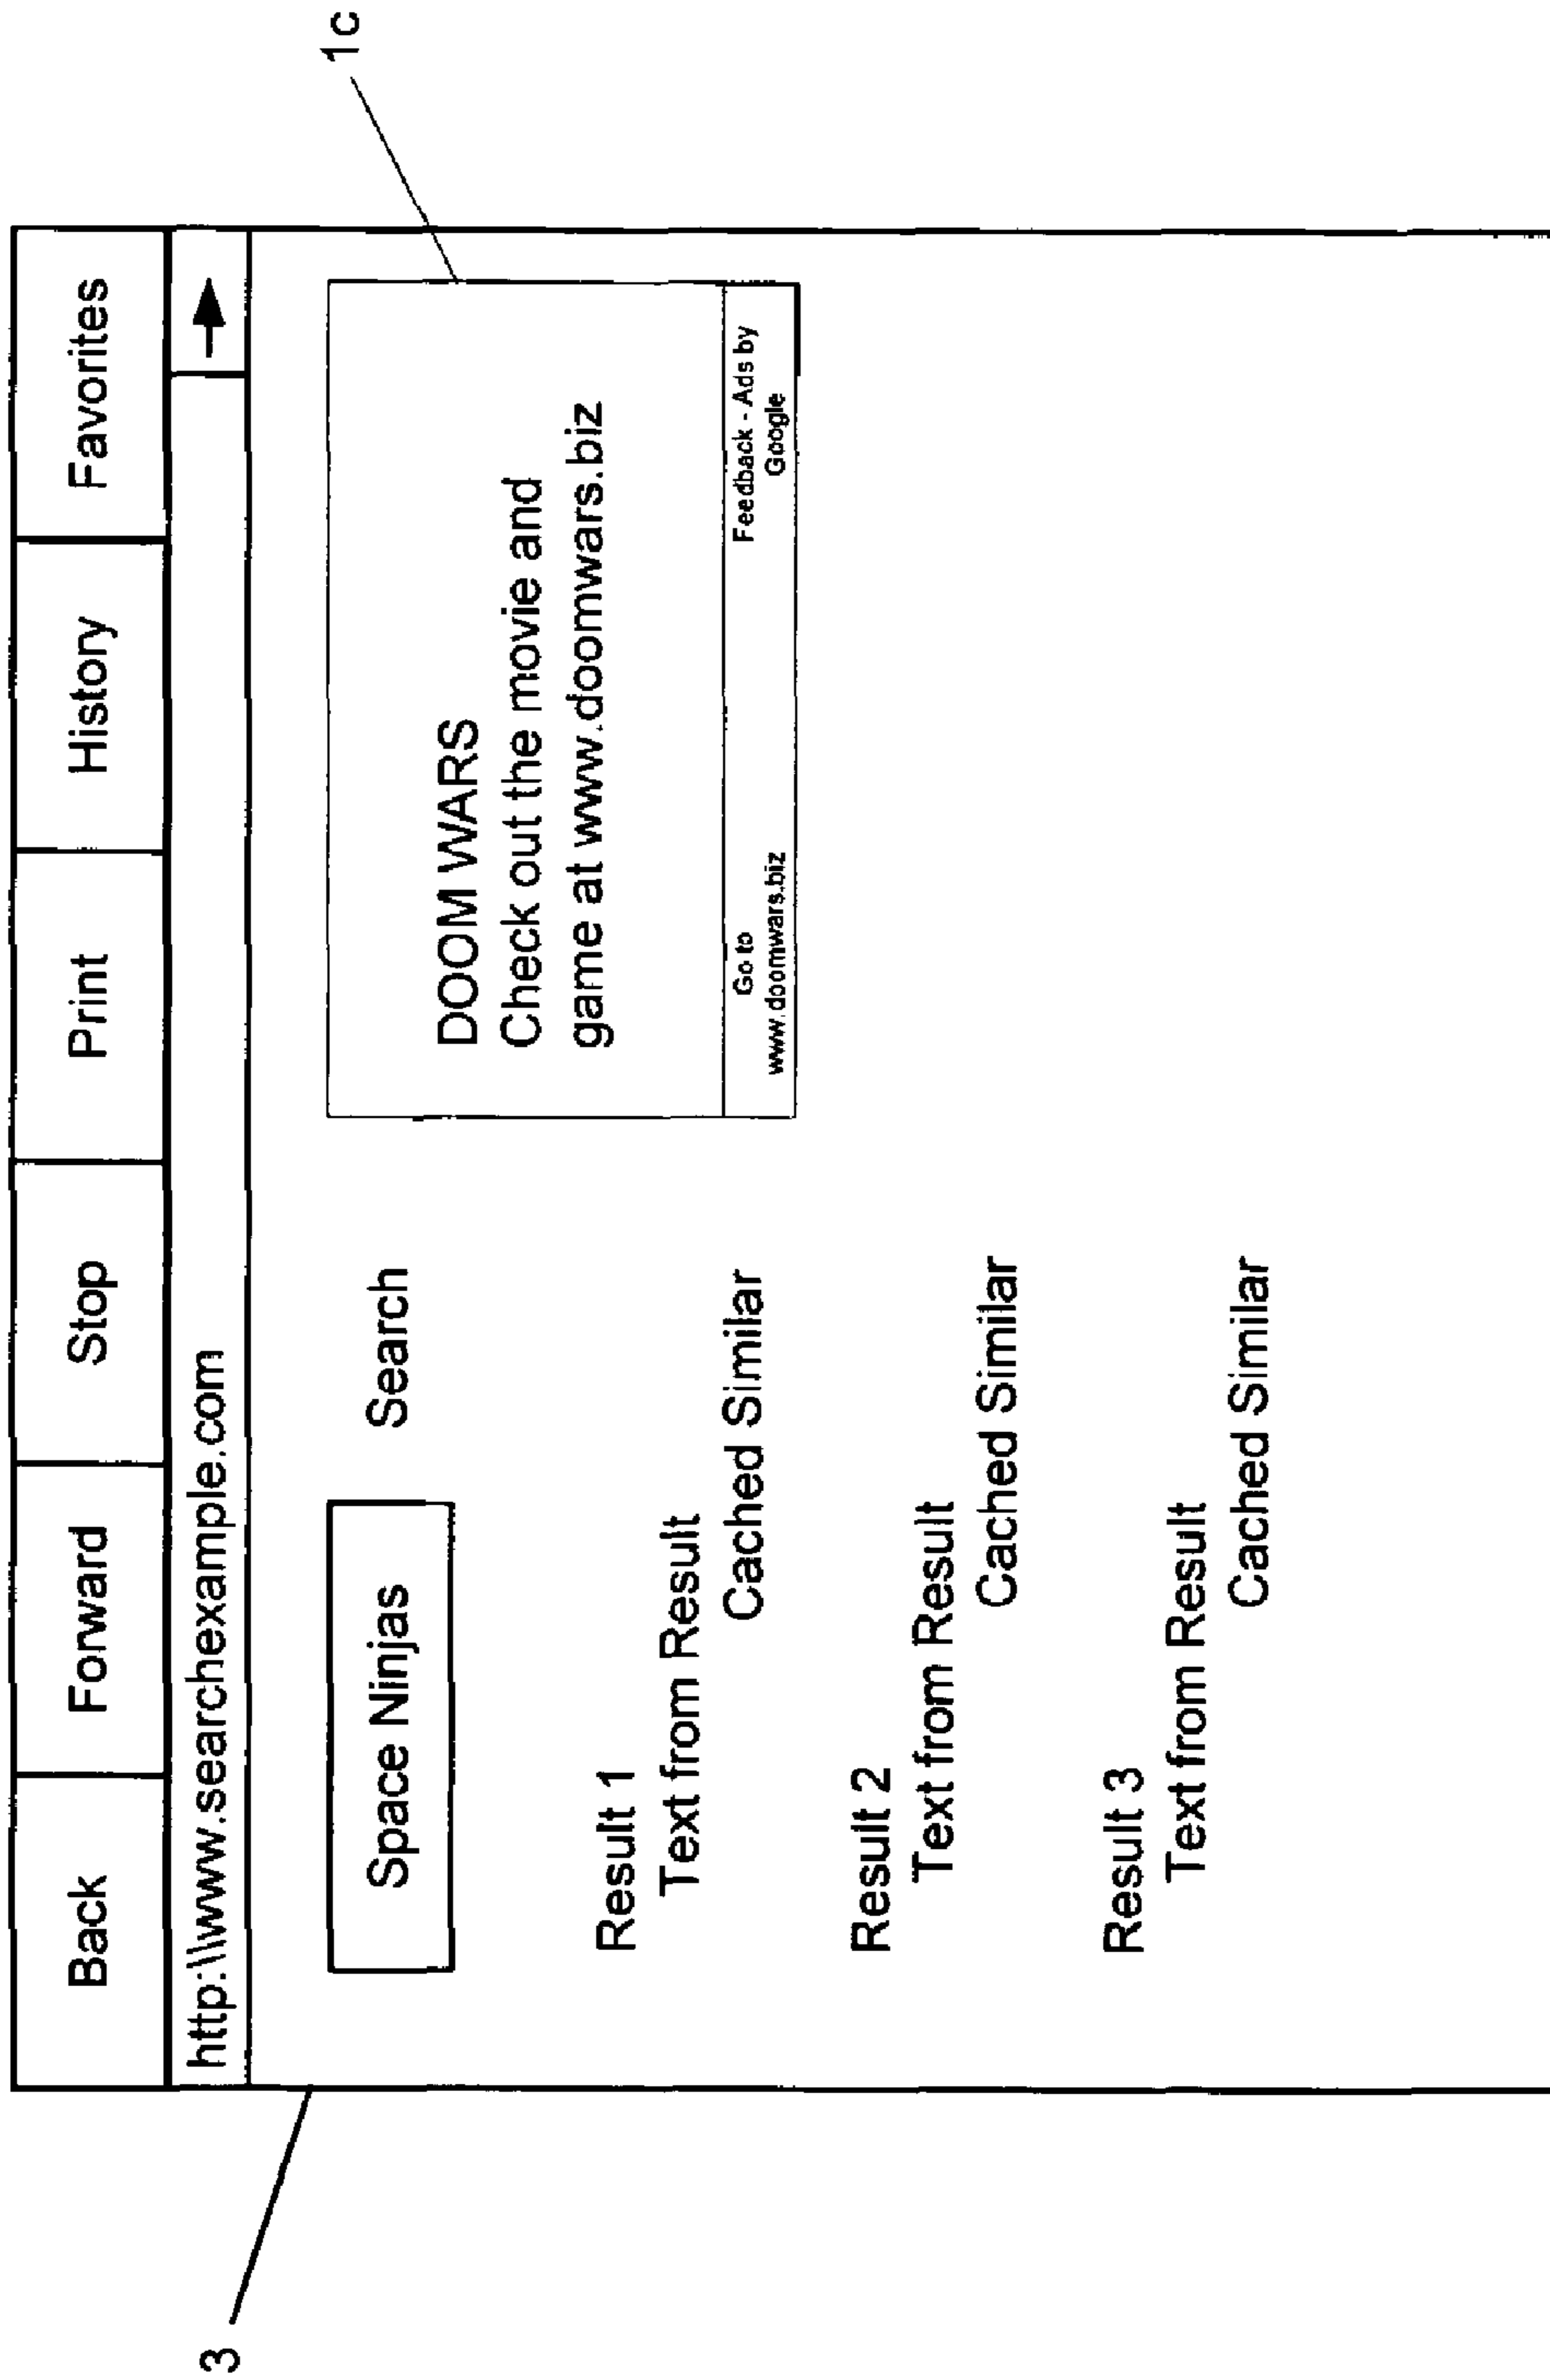 Back Forward Stop Print History Favorites
http:\\www.searchexample.com
Space Ninjas Search
DOOM WARS
Check out the movie and
game at www.doomwars.biz
Go to
www.doomwars.biz
Feedback - Ads by
Google
Result 1
Text from Result
Cached Similar
Result 2
Text from Result
Cached Similar
Result 3
Text from Result
Cached Similar
3
1c